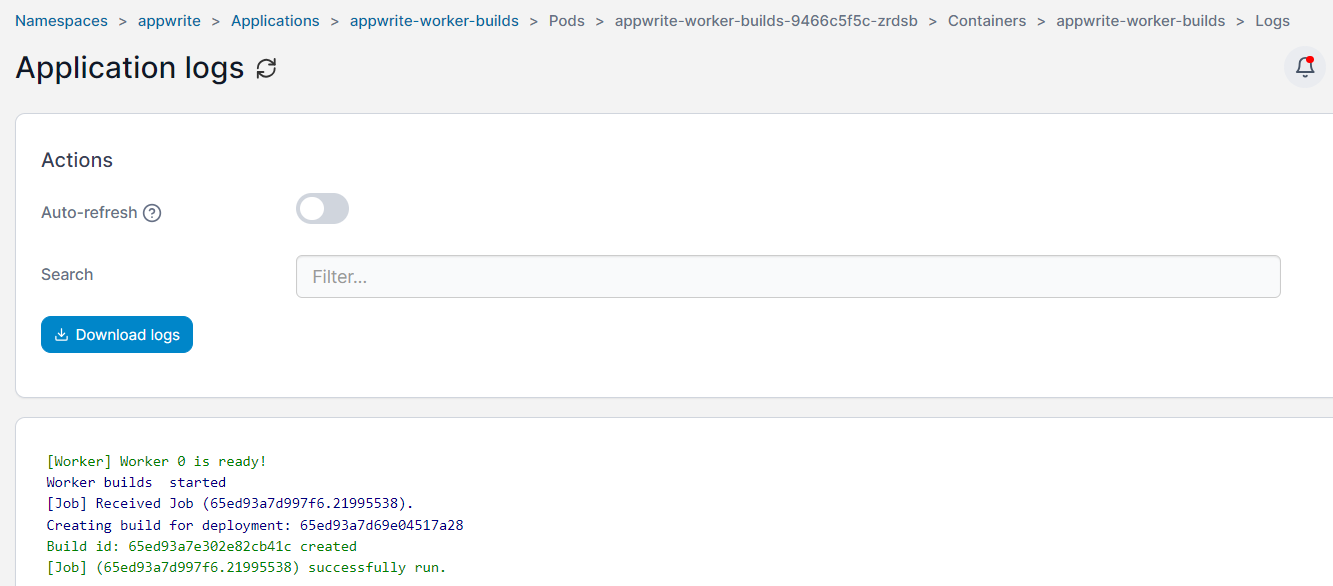 Namespaces > appwrite > Applications > appwrite-worker-builds > Pods > appwrite-worker-builds-9466c5f5c-zrdsb > Containers > appwrite-worker-builds > Logs
Application logs
Actions
Auto-refresh ?
Search Filter...
Download logs
[Worker] Worker 0 is ready!
Worker builds  started
[Job] Received Job (65ed93a7d997f6.21995538).
Creating build for deployment: 65ed93a7d69e04517a28
Build id: 65ed93a7e302e82cb41c created
[Job] (65ed93a7d997f6.21995538) successfully run.